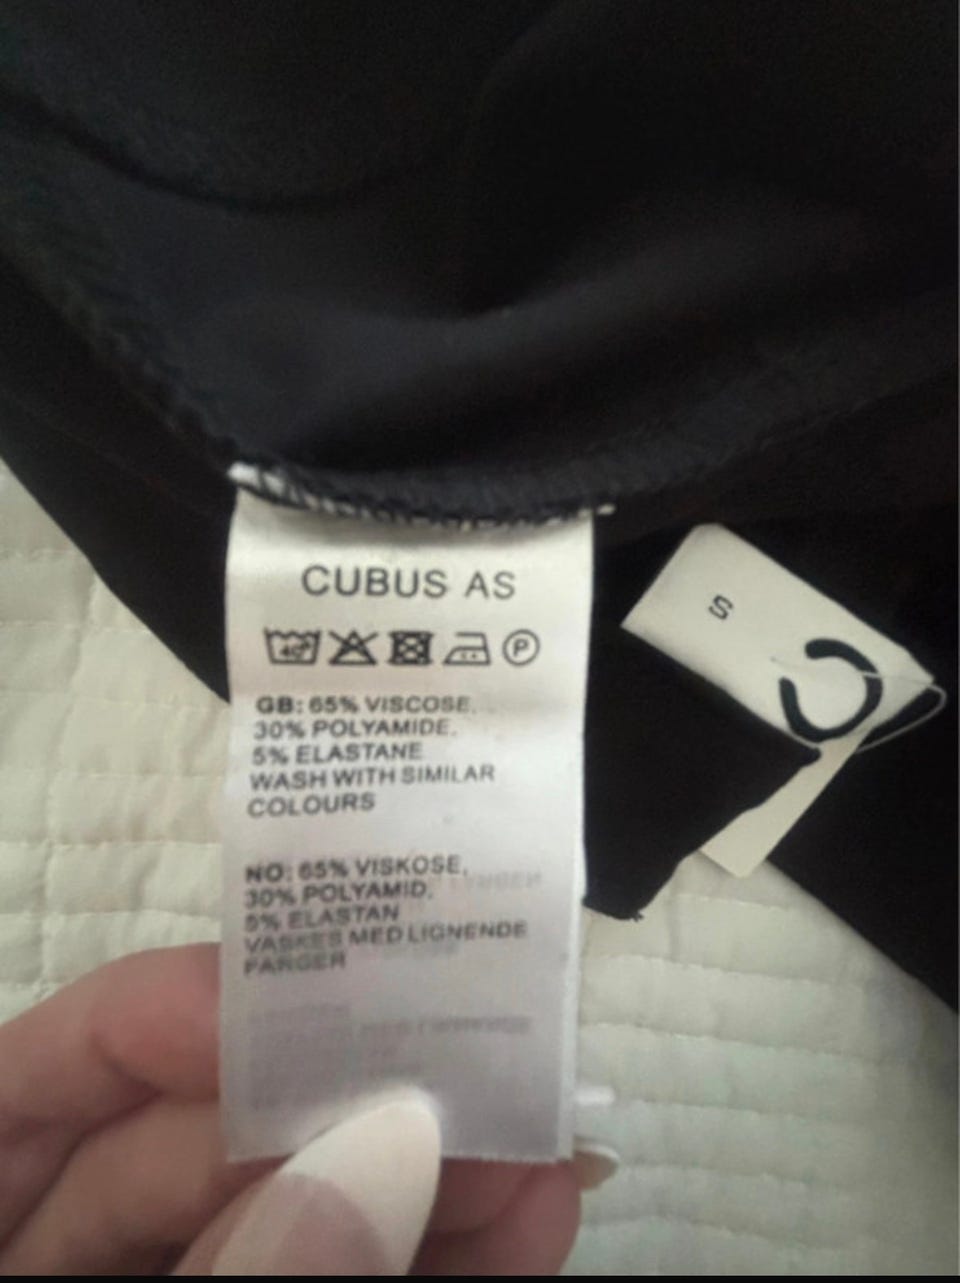 CUBUS AS
40°
P
GB: 65% VISCOSE,
30% POLYAMIDE,
5% ELASTANE
WASH WITH SIMILAR
COLOURS
NO: 65% VISKOSE,
30% POLYAMID,
5% ELASTAN
VASKES MED LIGNENDE
FARGER
S